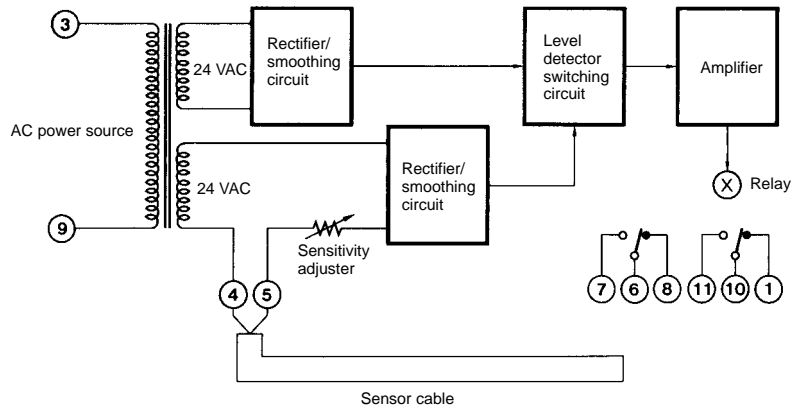 3
Rectifier/
smoothing
circuit
Level
detector
switching
circuit
Amplifier
24 VAC
AC power source
Rectifier/
smoothing
circuit
24 VAC
X
Relay
9
Sensitivity
adjuster
4
5
7
6
8
11
10
1
Sensor cable